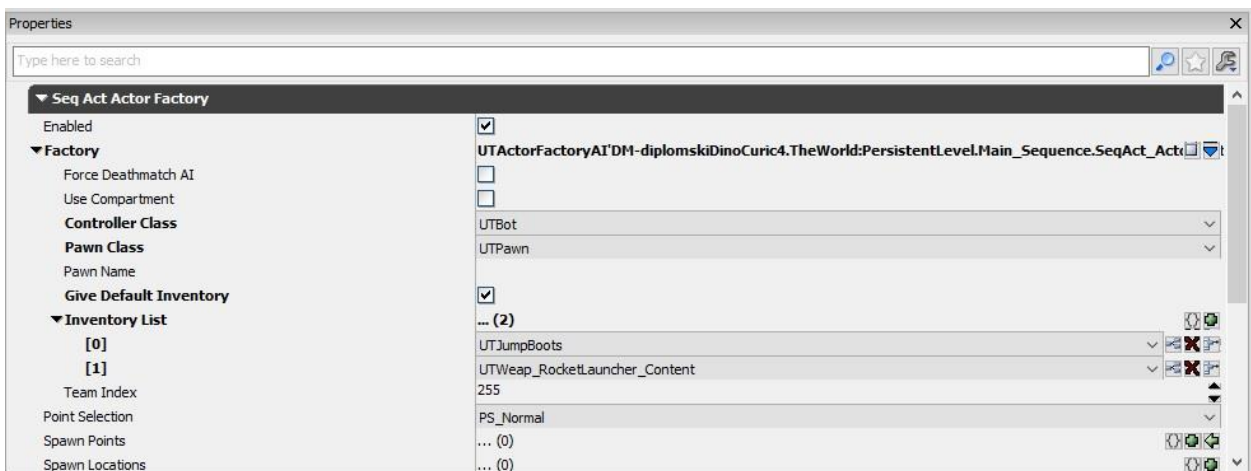 Properties
Type here to search
Seq Act Actor Factory
Enabled
Factory UTActorFactoryAI'DM-diplomskiDinoCuric4.TheWorld:PersistentLevel.Main_Sequence.SeqAct_Act
Force Deathmatch AI
Use Compartment
Controller Class UTBot
Pawn Class UTPawn
Pawn Name
Give Default Inventory
Inventory List ... (2)
[0] UTJumpBoots
[1] UTWeap_RocketLauncher_Content
Team Index 255
Point Selection PS_Normal
Spawn Points ... (0)
Spawn Locations ... (0)